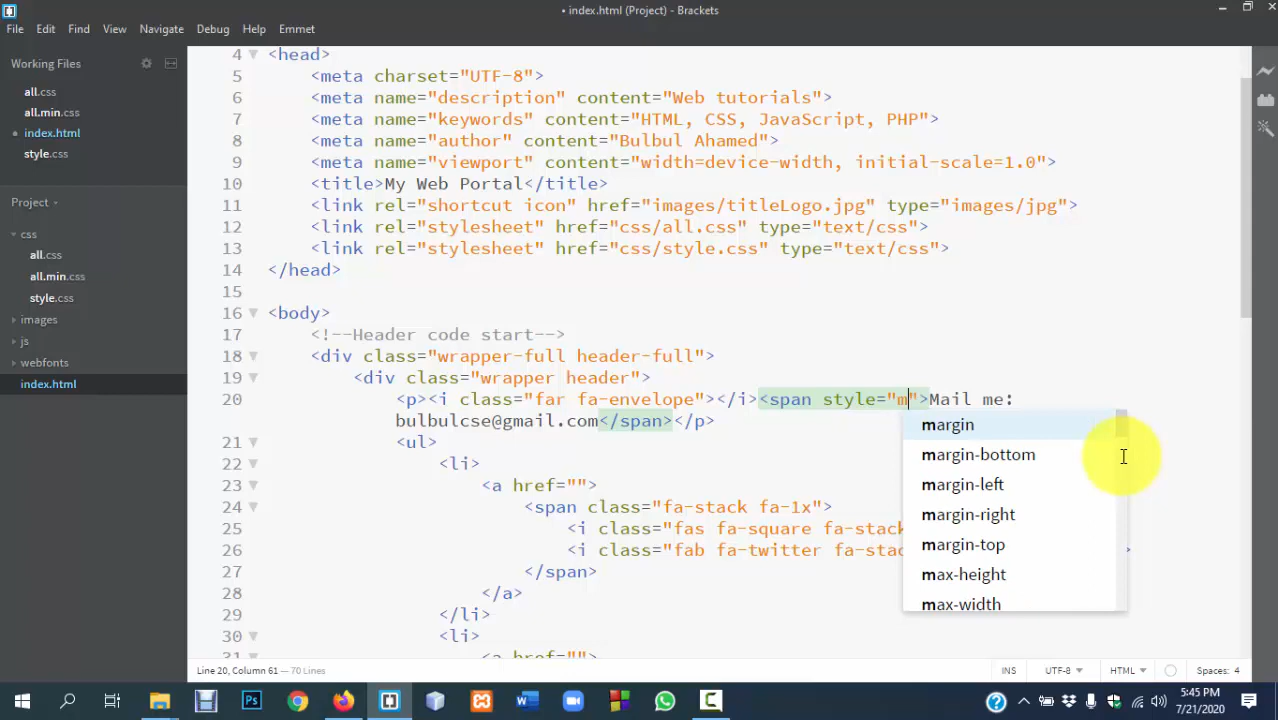 • index.html (Project) - Brackets
File Edit Find View Navigate Debug Help Emmet
Working Files
all.css
all.min.css
index.html
style.css
Project
css
all.css
all.min.css
style.css
images
js
webfonts
index.html
4 <head>
5 <meta charset="UTF-8">
6 <meta name="description" content="Web tutorials">
7 <meta name="keywords" content="HTML, CSS, JavaScript, PHP">
8 <meta name="author" content="Bulbul Ahamed">
9 <meta name="viewport" content="width=device-width, initial-scale=1.0">
10 <title>My Web Portal</title>
11 <link rel="shortcut icon" href="images/titleLogo.jpg" type="images/jpg">
12 <link rel="stylesheet" href="css/all.css" type="text/css">
13 <link rel="stylesheet" href="css/style.css" type="text/css">
14 </head>
15
16 <body>
17 <!--Header code start-->
18 <div class="wrapper-full header-full">
19 <div class="wrapper header">
20 <p><i class="far fa-envelope"></i><span style="m">Mail me:
bulbulcse@gmail.com</span></p>
21 <ul>
22 <li>
23 <a href="">
24 <span class="fa-stack fa-1x">
25 <i class="fas fa-square fa-stack
26 <i class="fab fa-twitter fa-stac
27 </span>
28 </a>
29 </li>
30 <li>
31 <a href="">
margin
margin-bottom
margin-left
margin-right
margin-top
max-height
max-width
Line 20, Column 61 — 70 Lines
INS UTF-8 HTML Spaces: 4
5:45 PM
7/21/2020